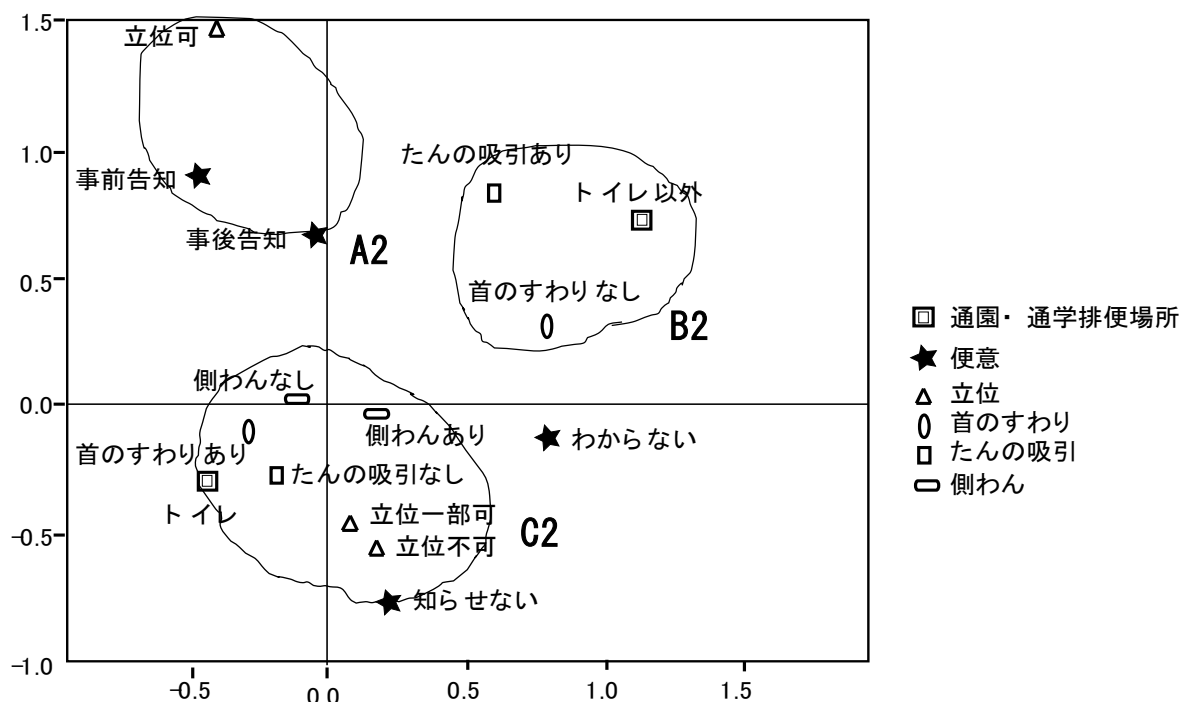 1.5
立位可
1.0
たんの吸引あり
事前告知
トイレ以外
事後告知
A2
0.5
首のすわりなし
B2
通園・通学排便場所
便意
側わんなし
立位
0.0
首のすわり
側わんあり
わからない
首のすわりあり
たんの吸引
たんの吸引なし
側わん
トイレ
立位一部可
C2
-0.5
立位不可
知らせない
-1.0
-0.5
0.0
0.5
1.0
1.5